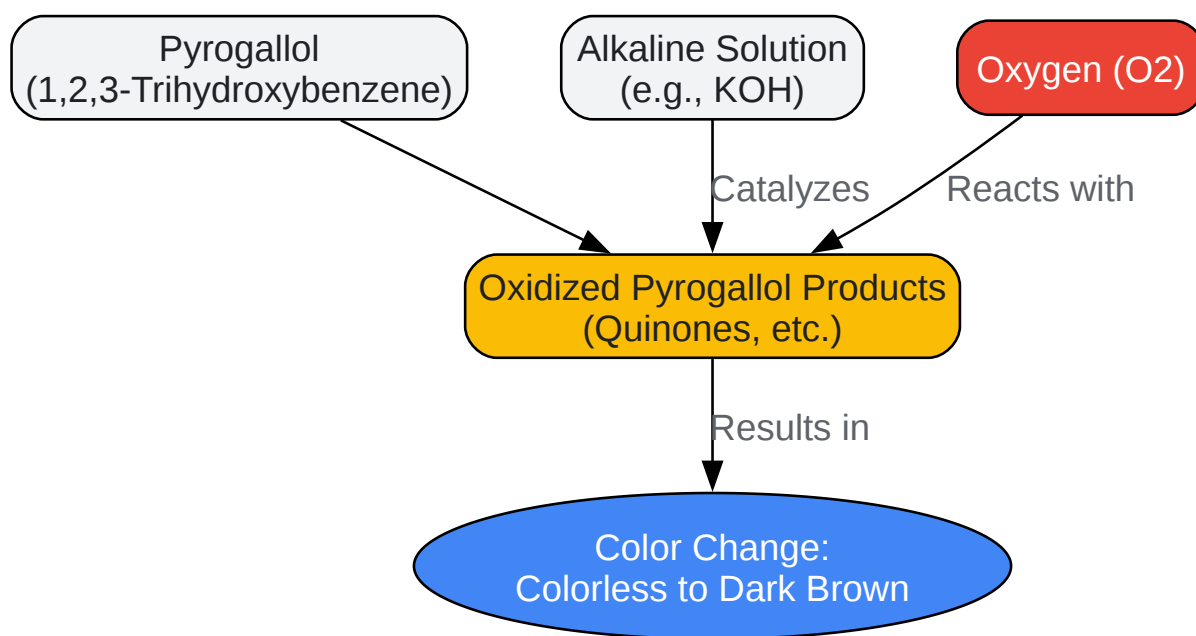 Pyrogallol
(1,2,3-Trihydroxybenzene)
Alkaline Solution
(e.g., KOH)
Oxygen (O2)
Catalyzes
Reacts with
Oxidized Pyrogallol Products
(Quinones, etc.)
Results in
Color Change:
Colorless to Dark Brown